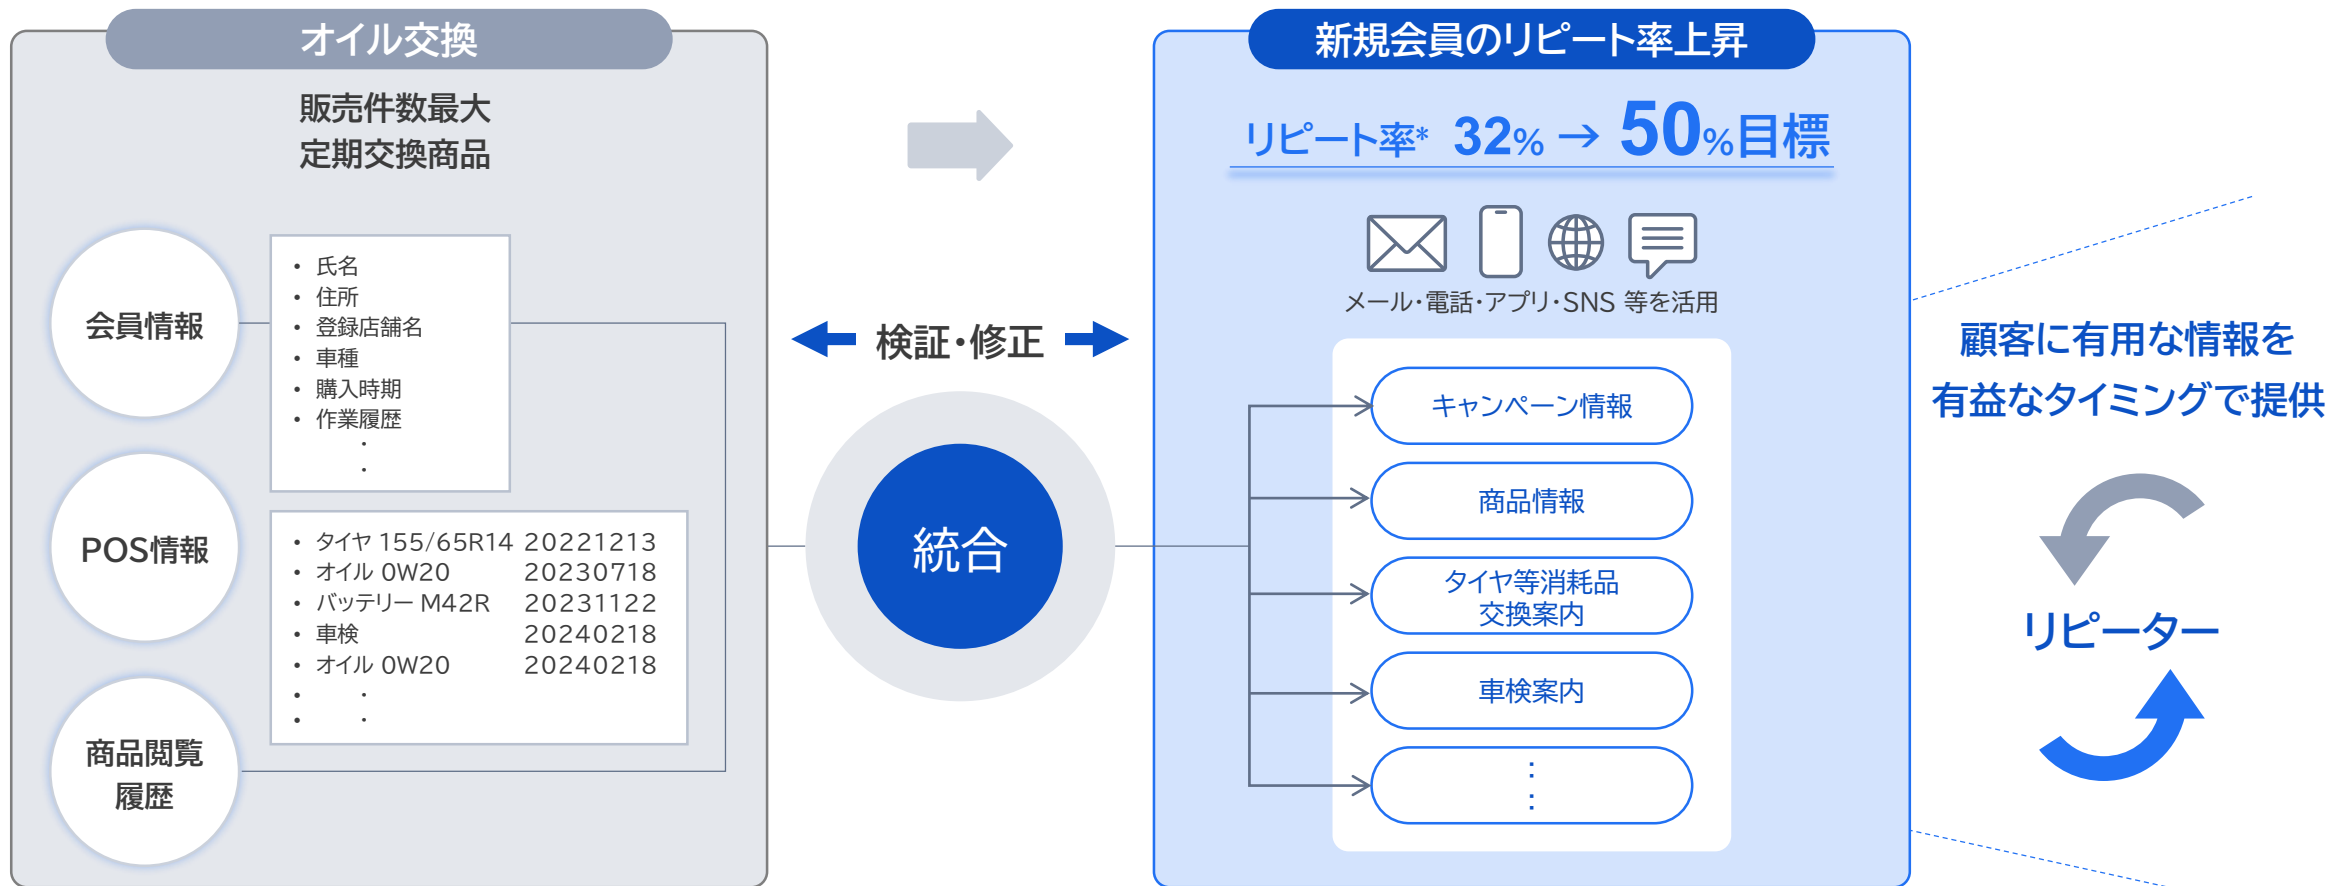 オイル交換
販売件数最大
定期交換商品
会員情報
・ 氏名
・ 住所
・ 登録店舗名
・ 車種
・ 購入時期
・ 作業履歴
・
・
POS情報
・ タイヤ 155/65R14 20221213
・ オイル 0W20 20230718
・ バッテリー M42R 20231122
・ 車検 20240218
・ オイル 0W20 20240218
・ ・
・ ・
商品閲覧
履歴
検証・修正
統合
新規会員のリピート率上昇
リピート率* 32% → 50%目標
メール・電話・アプリ・SNS 等を活用
キャンペーン情報
商品情報
タイヤ等消耗品
交換案内
車検案内
：
：
顧客に有用な情報を
有益なタイミングで提供
リピーター